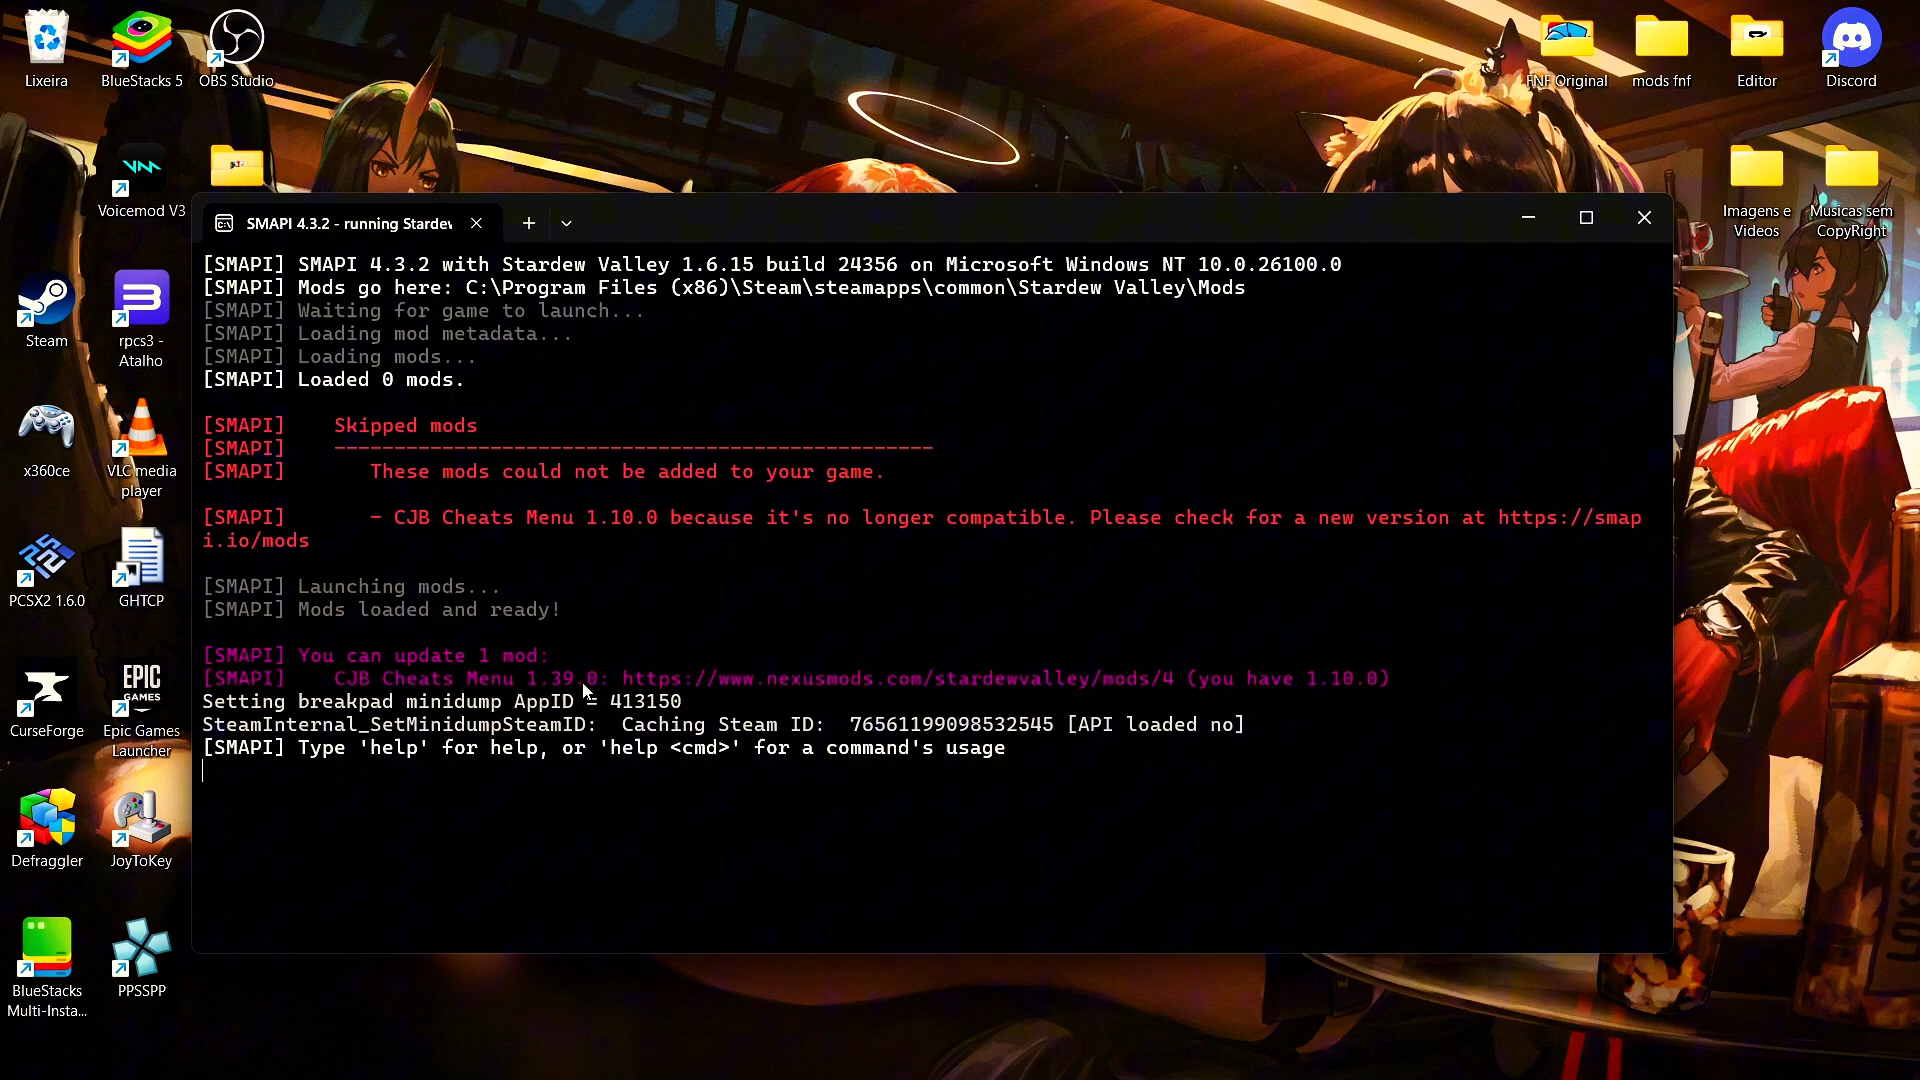 Lixeira
BlueStacks 5
OBS Studio
FNF Original
mods fnf
Editor
Discord
Voicemod V3
Imagens e
Videos
Musicas sem
CopyRight
Steam
rpcs3 -
Atalho
x360ce
VLC media
player
PCSX2 1.6.0
GHTCP
CurseForge
EPIC
GAMES
Epic Games
Launcher
Defraggler
JoyToKey
BlueStacks
Multi-Insta...
PPSSPP
SMAPI 4.3.2 - running Stardew
[SMAPI] SMAPI 4.3.2 with Stardew Valley 1.6.15 build 24356 on Microsoft Windows NT 10.0.26100.0
[SMAPI] Mods go here: C:\Program Files (x86)\Steam\steamapps\common\Stardew Valley\Mods
[SMAPI] Waiting for game to launch...
[SMAPI] Loading mod metadata...
[SMAPI] Loading mods...
[SMAPI] Loaded 0 mods.
[SMAPI] Skipped mods
[SMAPI] --------------------------------------------------
[SMAPI] These mods could not be added to your game.
[SMAPI] - CJB Cheats Menu 1.10.0 because it's no longer compatible. Please check for a new version at https://smap
i.io/mods
[SMAPI] Launching mods...
[SMAPI] Mods loaded and ready!
[SMAPI] You can update 1 mod:
[SMAPI] CJB Cheats Menu 1.39.0: https://www.nexusmods.com/stardewvalley/mods/4 (you have 1.10.0)
Setting breakpad minidump AppID = 413150
SteamInternal_SetMinidumpSteamID: Caching Steam ID: 76561199098532545 [API loaded no]
[SMAPI] Type 'help' for help, or 'help <cmd>' for a command's usage